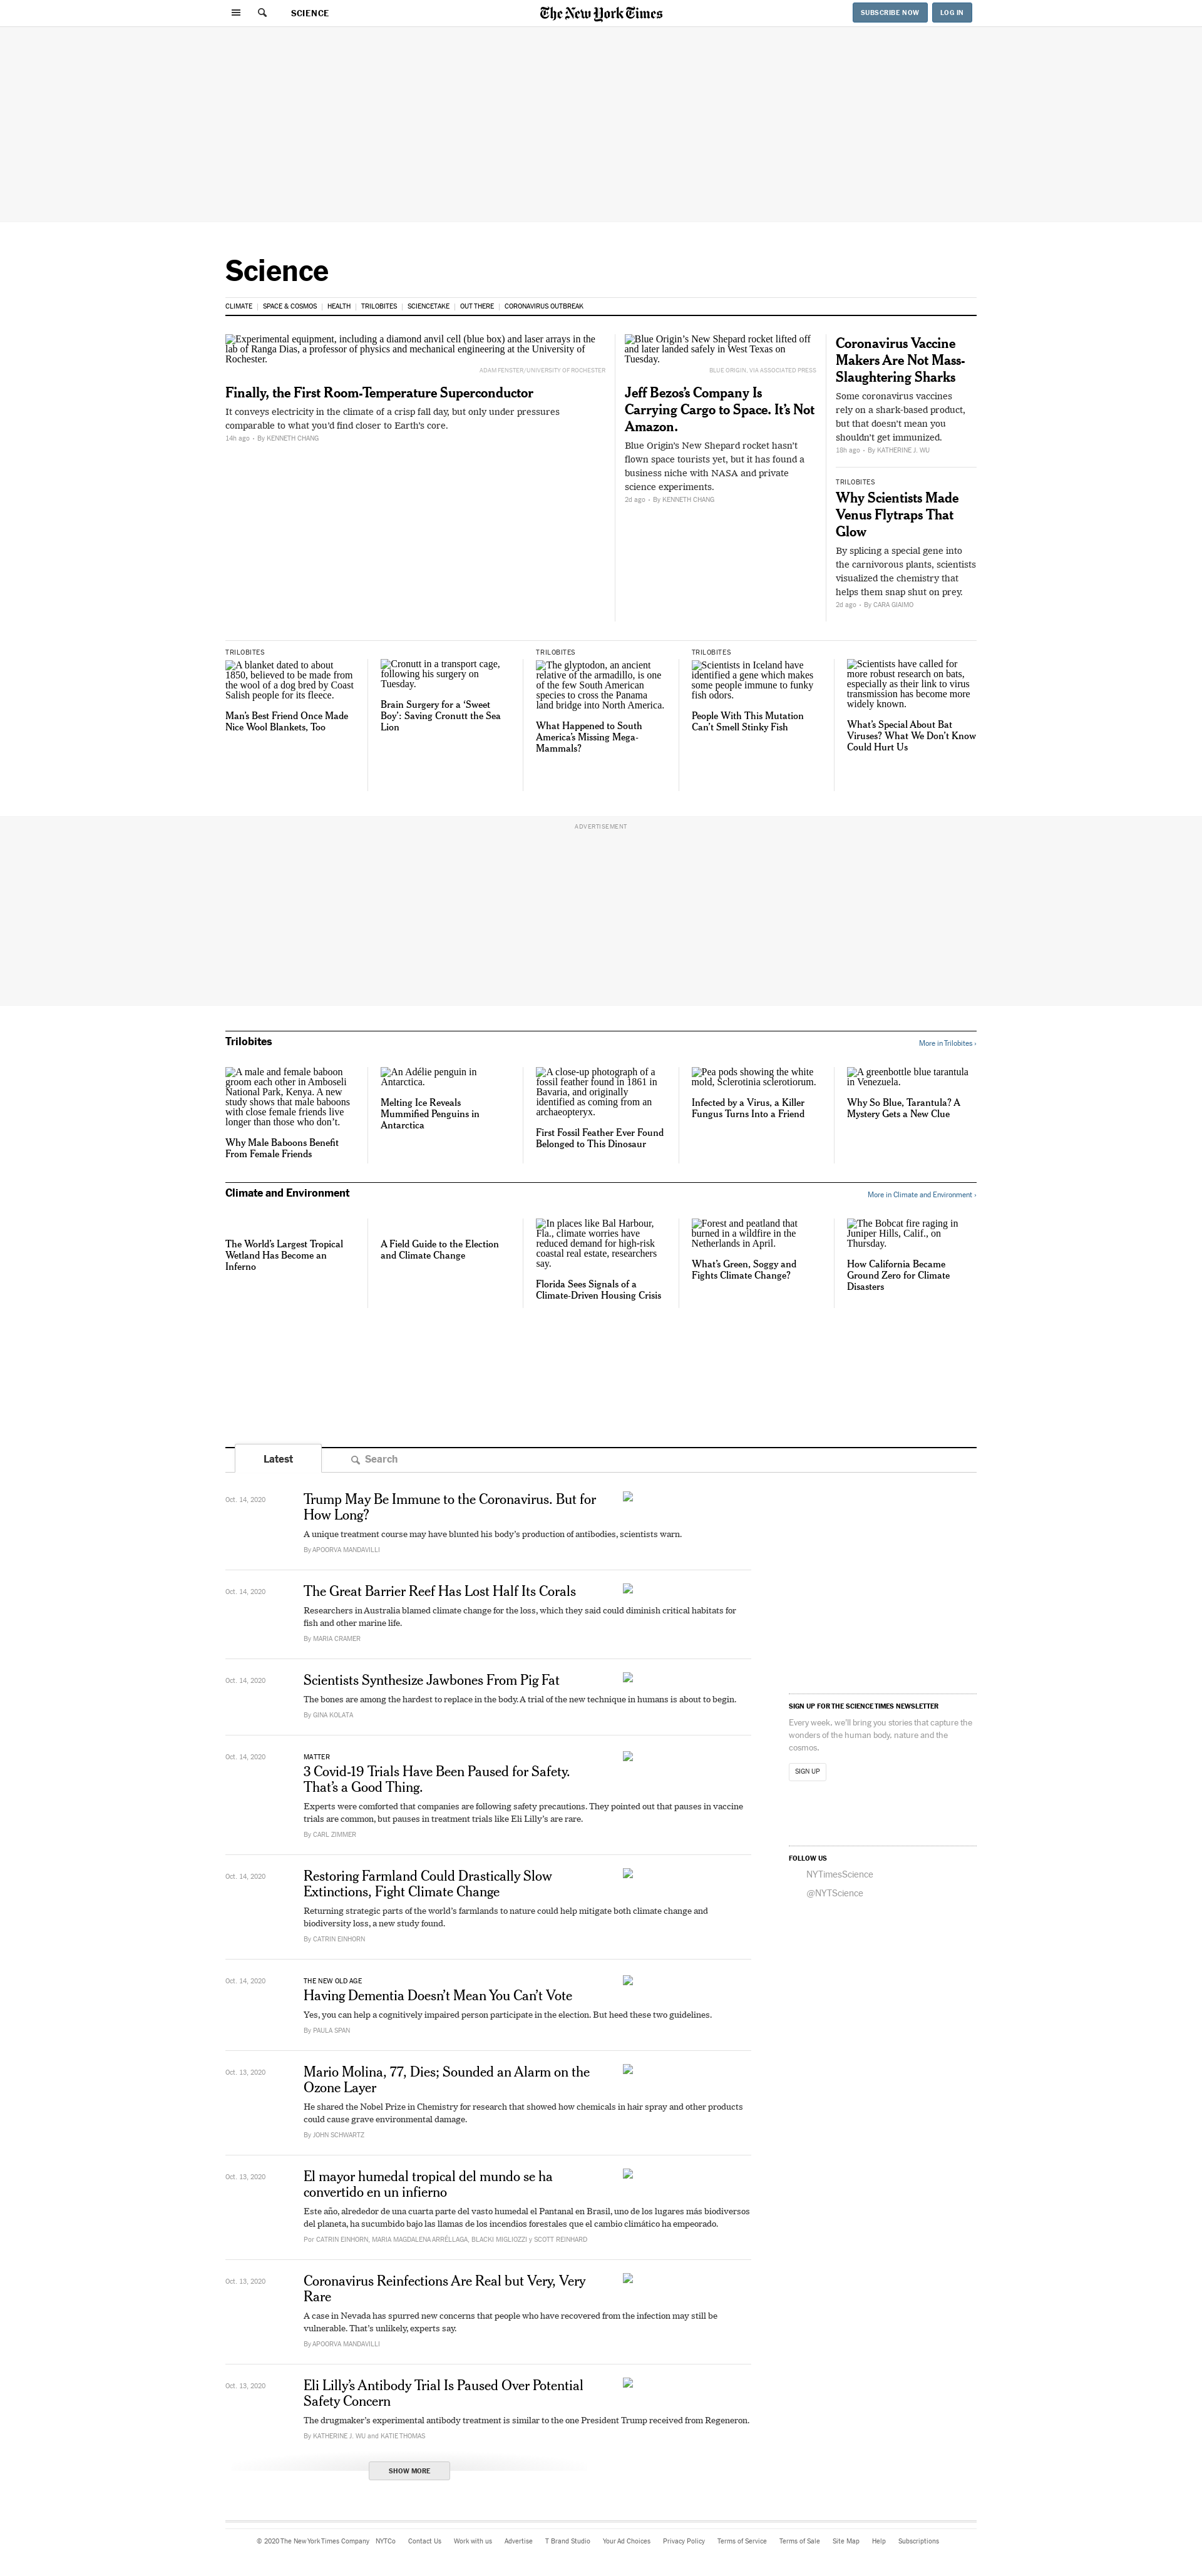 SCIENCE
The New York Times
SUBSCRIBE NOW
LOG IN
Science
CLIMATE
SPACE & COSMOS
HEALTH
TRILOBITES
SCIENCETAKE
OUT THERE
CORONAVIRUS OUTBREAK
Experimental equipment, including a diamond anvil cell (blue box) and laser arrays in the
lab of Ranga Dias, a professor of physics and mechanical engineering at the University of
Rochester.
ADAM FENSTER/UNIVERSITY OF ROCHESTER
Finally, the First Room-Temperature Superconductor
It conveys electricity in the climate of a crisp fall day, but only under pressures
comparable to what you'd find closer to Earth's core.
14h ago · By KENNETH CHANG
Blue Origin’s New Shepard rocket lifted off
and later landed safely in West Texas on
Tuesday.
BLUE ORIGIN, VIA ASSOCIATED PRESS
Jeff Bezos’s Company Is
Carrying Cargo to Space. It’s Not
Amazon.
Blue Origin's New Shepard rocket hasn't
flown space tourists yet, but it has found a
business niche with NASA and private
science experiments.
2d ago · By KENNETH CHANG
Coronavirus Vaccine
Makers Are Not Mass-
Slaughtering Sharks
Some coronavirus vaccines
rely on a shark-based product,
but that doesn't mean you
shouldn't get immunized.
18h ago · By KATHERINE J. WU
TRILOBITES
Why Scientists Made
Venus Flytraps That
Glow
By splicing a special gene into
the carnivorous plants, scientists
visualized the chemistry that
helps them snap shut on prey.
2d ago · By CARA GIAIMO
TRILOBITES
A blanket dated to about
1850, believed to be made from
the wool of a dog bred by Coast
Salish people for its fleece.
Man’s Best Friend Once Made
Nice Wool Blankets, Too
Cronutt in a transport cage,
following his surgery on
Tuesday.
Brain Surgery for a ‘Sweet
Boy’: Saving Cronutt the Sea
Lion
TRILOBITES
The glyptodon, an ancient
relative of the armadillo, is one
of the few South American
species to cross the Panama
land bridge into North America.
What Happened to South
America’s Missing Mega-
Mammals?
TRILOBITES
Scientists in Iceland have
identified a gene which makes
some people immune to funky
fish odors.
People With This Mutation
Can’t Smell Stinky Fish
Scientists have called for
more robust research on bats,
especially as their link to virus
transmission has become more
widely known.
What’s Special About Bat
Viruses? What We Don’t Know
Could Hurt Us
ADVERTISEMENT
Trilobites
More in Trilobites ›
A male and female baboon
groom each other in Amboseli
National Park, Kenya. A new
study shows that male baboons
with close female friends live
longer than those who don’t.
Why Male Baboons Benefit
From Female Friends
An Adélie penguin in
Antarctica.
Melting Ice Reveals
Mummified Penguins in
Antarctica
A close-up photograph of a
fossil feather found in 1861 in
Bavaria, and originally
identified as coming from an
archaeopteryx.
First Fossil Feather Ever Found
Belonged to This Dinosaur
Pea pods showing the white
mold, Sclerotinia sclerotiorum.
Infected by a Virus, a Killer
Fungus Turns Into a Friend
A greenbottle blue tarantula
in Venezuela.
Why So Blue, Tarantula? A
Mystery Gets a New Clue
Climate and Environment
More in Climate and Environment ›
The World’s Largest Tropical
Wetland Has Become an
Inferno
A Field Guide to the Election
and Climate Change
In places like Bal Harbour,
Fla., climate worries have
reduced demand for high-risk
coastal real estate, researchers
say.
Florida Sees Signals of a
Climate-Driven Housing Crisis
Forest and peatland that
burned in a wildfire in the
Netherlands in April.
What’s Green, Soggy and
Fights Climate Change?
The Bobcat fire raging in
Juniper Hills, Calif., on
Thursday.
How California Became
Ground Zero for Climate
Disasters
Latest
Search
Oct. 14, 2020
Trump May Be Immune to the Coronavirus. But for
How Long?
A unique treatment course may have blunted his body’s production of antibodies, scientists warn.
By APOORVA MANDAVILLI
Oct. 14, 2020
The Great Barrier Reef Has Lost Half Its Corals
Researchers in Australia blamed climate change for the loss, which they said could diminish critical habitats for
fish and other marine life.
By MARIA CRAMER
Oct. 14, 2020
Scientists Synthesize Jawbones From Pig Fat
The bones are among the hardest to replace in the body. A trial of the new technique in humans is about to begin.
By GINA KOLATA
Oct. 14, 2020
MATTER
3 Covid-19 Trials Have Been Paused for Safety.
That’s a Good Thing.
Experts were comforted that companies are following safety precautions. They pointed out that pauses in vaccine
trials are common, but pauses in treatment trials like Eli Lilly’s are rare.
By CARL ZIMMER
Oct. 14, 2020
Restoring Farmland Could Drastically Slow
Extinctions, Fight Climate Change
Returning strategic parts of the world’s farmlands to nature could help mitigate both climate change and
biodiversity loss, a new study found.
By CATRIN EINHORN
Oct. 14, 2020
THE NEW OLD AGE
Having Dementia Doesn’t Mean You Can’t Vote
Yes, you can help a cognitively impaired person participate in the election. But heed these two guidelines.
By PAULA SPAN
Oct. 13, 2020
Mario Molina, 77, Dies; Sounded an Alarm on the
Ozone Layer
He shared the Nobel Prize in Chemistry for research that showed how chemicals in hair spray and other products
could cause grave environmental damage.
By JOHN SCHWARTZ
Oct. 13, 2020
El mayor humedal tropical del mundo se ha
convertido en un infierno
Este año, alrededor de una cuarta parte del vasto humedal el Pantanal en Brasil, uno de los lugares más biodiversos
del planeta, ha sucumbido bajo las llamas de los incendios forestales que el cambio climático ha empeorado.
Por CATRIN EINHORN, MARIA MAGDALENA ARRÉLLAGA, BLACKI MIGLIOZZI y SCOTT REINHARD
Oct. 13, 2020
Coronavirus Reinfections Are Real but Very, Very
Rare
A case in Nevada has spurred new concerns that people who have recovered from the infection may still be
vulnerable. That’s unlikely, experts say.
By APOORVA MANDAVILLI
Oct. 13, 2020
Eli Lilly’s Antibody Trial Is Paused Over Potential
Safety Concern
The drugmaker’s experimental antibody treatment is similar to the one President Trump received from Regeneron.
By KATHERINE J. WU and KATIE THOMAS
SHOW MORE
SIGN UP FOR THE SCIENCE TIMES NEWSLETTER
Every week, we'll bring you stories that capture the
wonders of the human body, nature and the
cosmos.
SIGN UP
FOLLOW US
NYTimesScience
@NYTScience
© 2020 The New York Times Company
NYTCo
Contact Us
Work with us
Advertise
T Brand Studio
Your Ad Choices
Privacy Policy
Terms of Service
Terms of Sale
Site Map
Help
Subscriptions